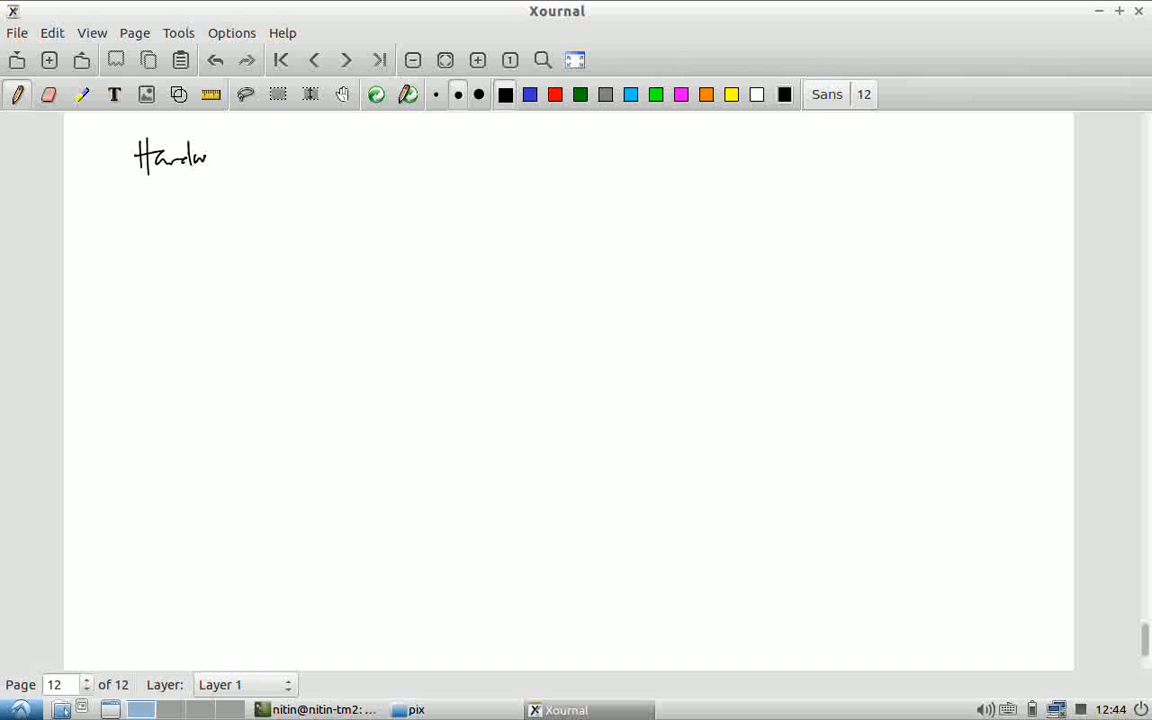 Xournal
File Edit View Page Tools Options Help
T Sans 12
Hardw
Page 12 of 12 Layer: Layer 1
nitin@nitin-tm2: ... pix Xournal 12:44